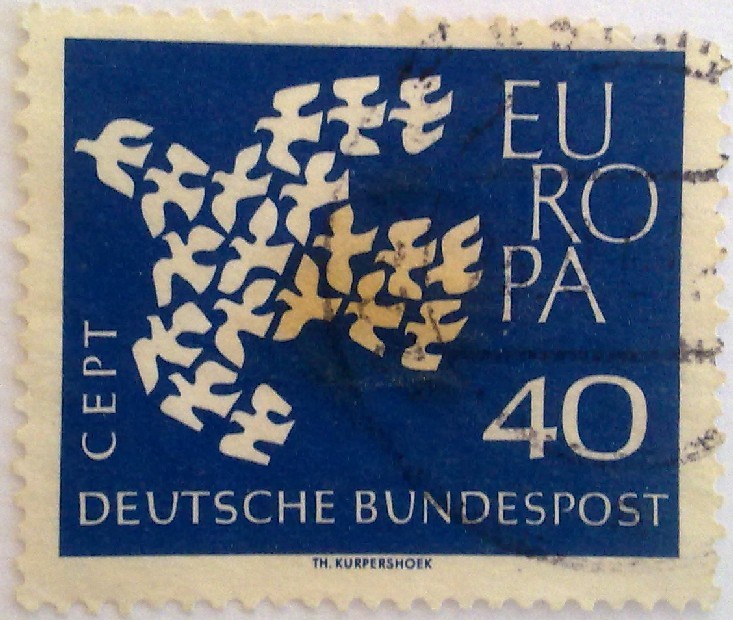 EU
RO
PA
CEPT
40
DEUTSCHE BUNDESPOST
TH. KURPERSHOEK